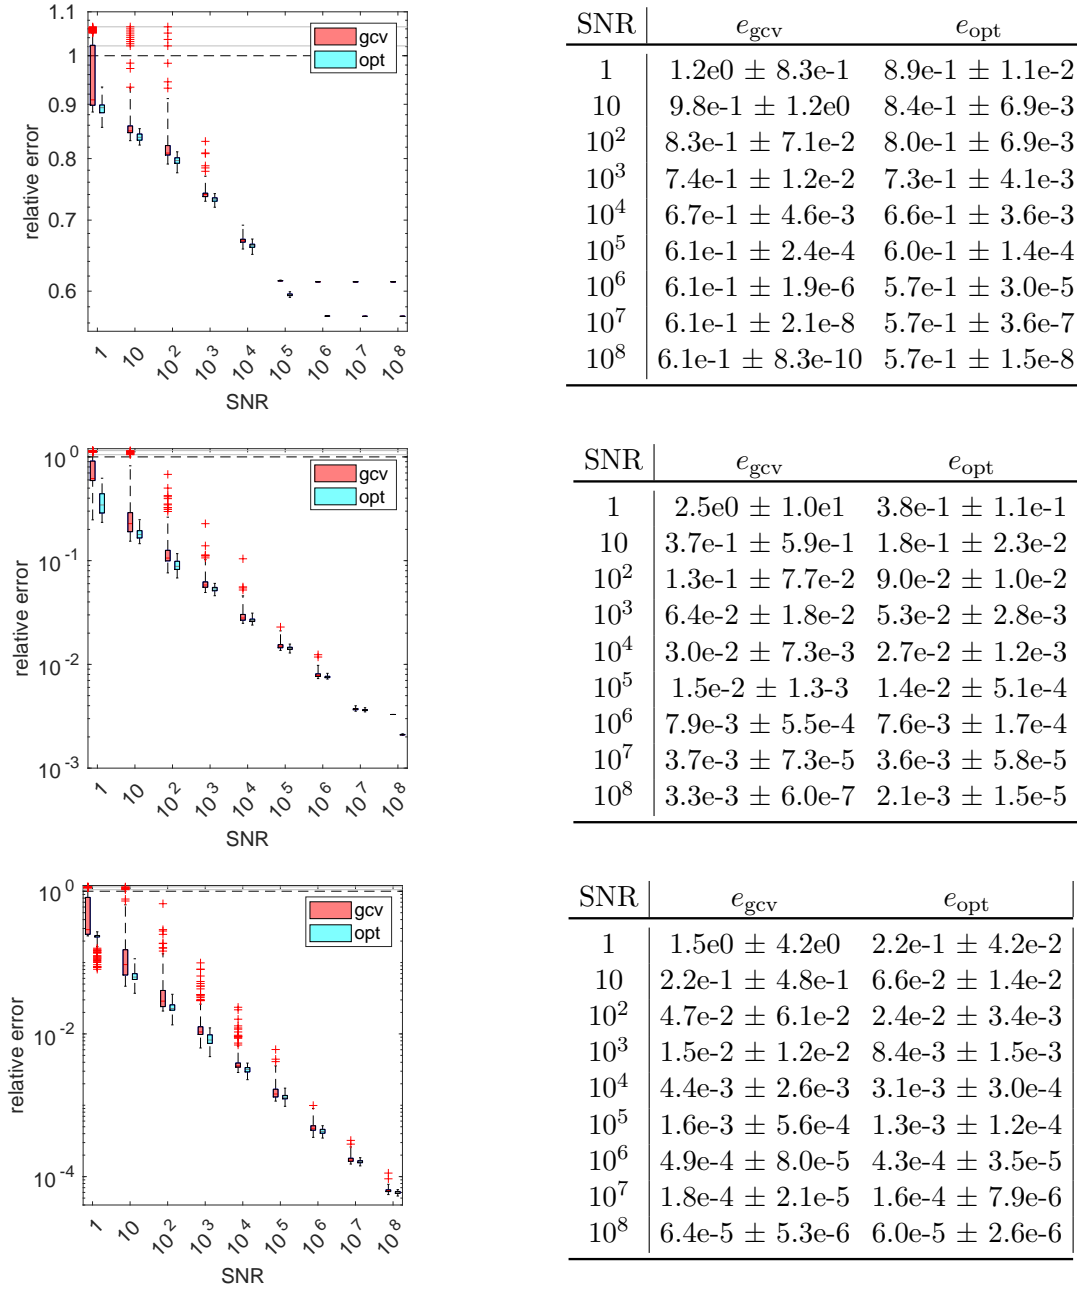 1.1
1
0.9
0.8
0.7
0.6
relative error
gcv
opt
1 10 10^2 10^3 10^4 10^5 10^6 10^7 10^8
SNR
SNR e_gcv e_opt
1 1.2e0 ± 8.3e-1 8.9e-1 ± 1.1e-2
10 9.8e-1 ± 1.2e0 8.4e-1 ± 6.9e-3
10^2 8.3e-1 ± 7.1e-2 8.0e-1 ± 6.9e-3
10^3 7.4e-1 ± 1.2e-2 7.3e-1 ± 4.1e-3
10^4 6.7e-1 ± 4.6e-3 6.6e-1 ± 3.6e-3
10^5 6.1e-1 ± 2.4e-4 6.0e-1 ± 1.4e-4
10^6 6.1e-1 ± 1.9e-6 5.7e-1 ± 3.0e-5
10^7 6.1e-1 ± 2.1e-8 5.7e-1 ± 3.6e-7
10^8 6.1e-1 ± 8.3e-10 5.7e-1 ± 1.5e-8
10^0
10^-1
10^-2
10^-3
relative error
gcv
opt
1 10 10^2 10^3 10^4 10^5 10^6 10^7 10^8
SNR
SNR e_gcv e_opt
1 2.5e0 ± 1.0e1 3.8e-1 ± 1.1e-1
10 3.7e-1 ± 5.9e-1 1.8e-1 ± 2.3e-2
10^2 1.3e-1 ± 7.7e-2 9.0e-2 ± 1.0e-2
10^3 6.4e-2 ± 1.8e-2 5.3e-2 ± 2.8e-3
10^4 3.0e-2 ± 7.3e-3 2.7e-2 ± 1.2e-3
10^5 1.5e-2 ± 1.3-3 1.4e-2 ± 5.1e-4
10^6 7.9e-3 ± 5.5e-4 7.6e-3 ± 1.7e-4
10^7 3.7e-3 ± 7.3e-5 3.6e-3 ± 5.8e-5
10^8 3.3e-3 ± 6.0e-7 2.1e-3 ± 1.5e-5
10^0
10^-2
10^-4
relative error
gcv
opt
1 10 10^2 10^3 10^4 10^5 10^6 10^7 10^8
SNR
SNR e_gcv e_opt
1 1.5e0 ± 4.2e0 2.2e-1 ± 4.2e-2
10 2.2e-1 ± 4.8e-1 6.6e-2 ± 1.4e-2
10^2 4.7e-2 ± 6.1e-2 2.4e-2 ± 3.4e-3
10^3 1.5e-2 ± 1.2e-2 8.4e-3 ± 1.5e-3
10^4 4.4e-3 ± 2.6e-3 3.1e-3 ± 3.0e-4
10^5 1.6e-3 ± 5.6e-4 1.3e-3 ± 1.2e-4
10^6 4.9e-4 ± 8.0e-5 4.3e-4 ± 3.5e-5
10^7 1.8e-4 ± 2.1e-5 1.6e-4 ± 7.9e-6
10^8 6.4e-5 ± 5.3e-6 6.0e-5 ± 2.6e-6